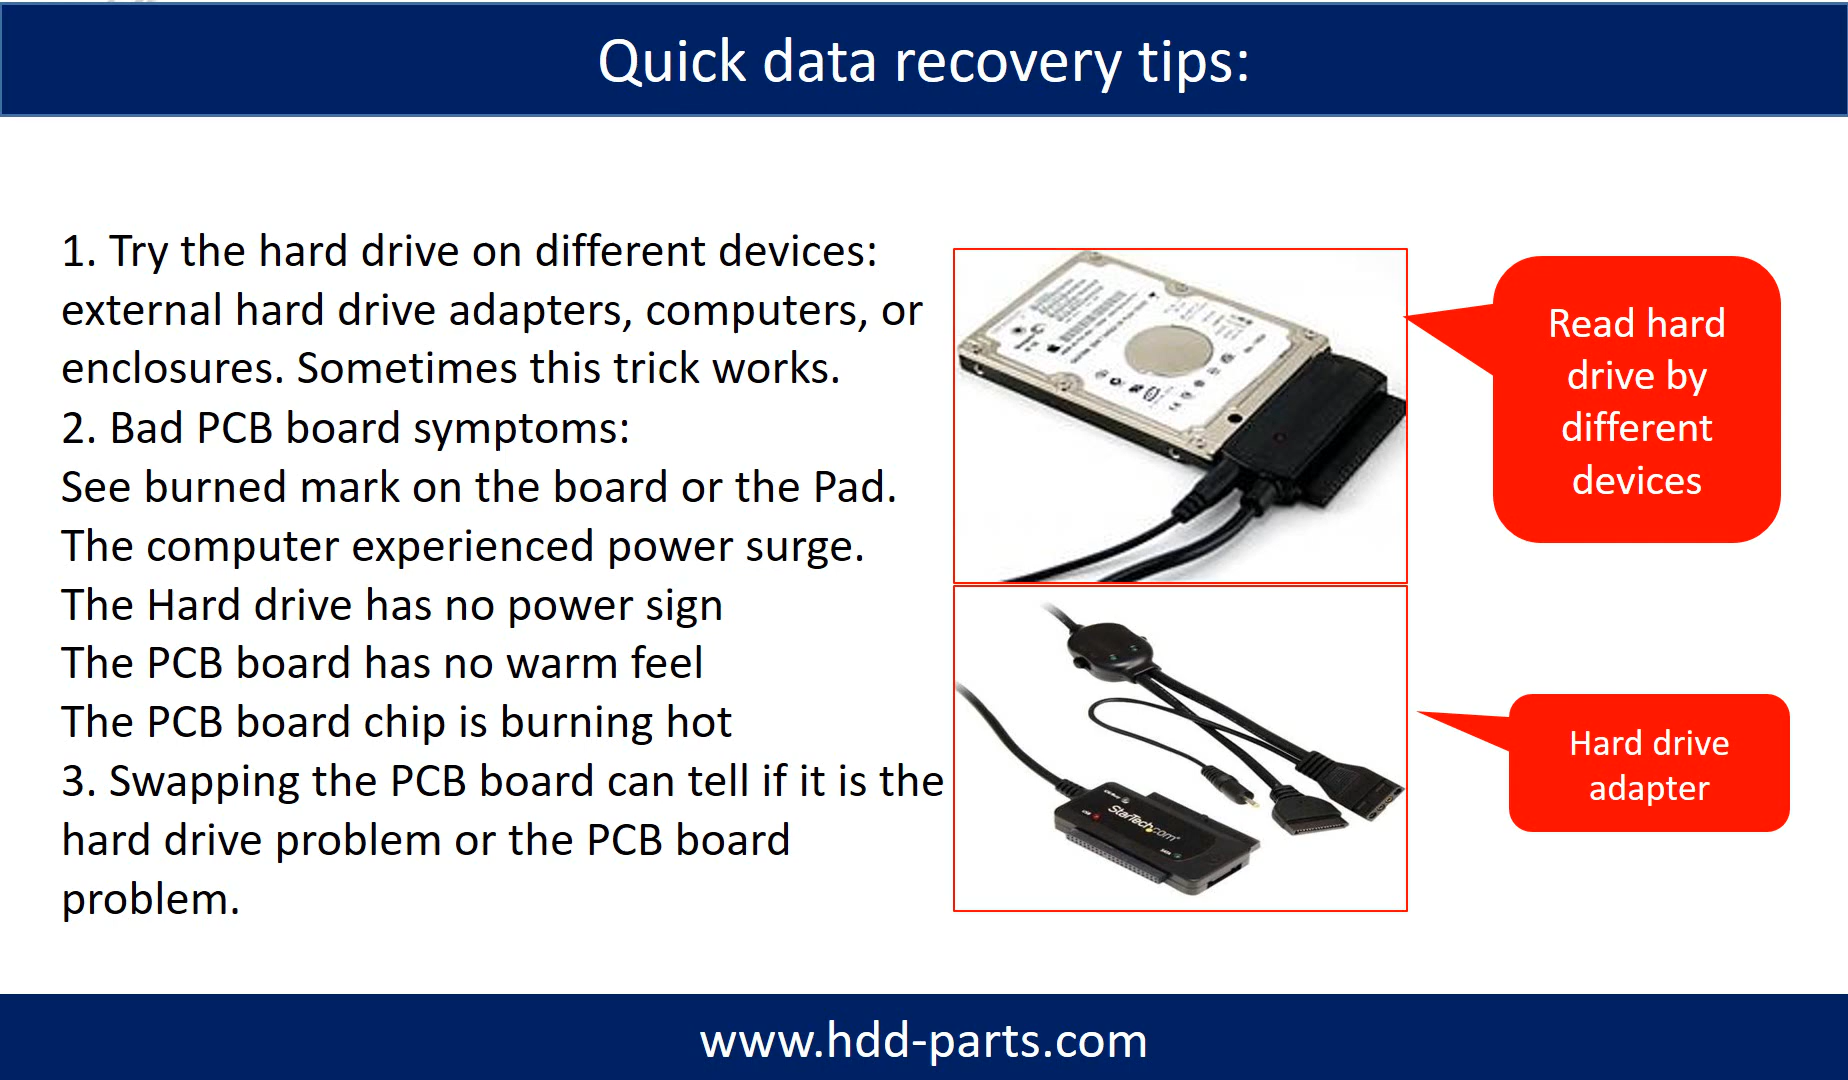 Quick data recovery tips:
1. Try the hard drive on different devices:
external hard drive adapters, computers, or
enclosures. Sometimes this trick works.
2. Bad PCB board symptoms:
See burned mark on the board or the Pad.
The computer experienced power surge.
The Hard drive has no power sign
The PCB board has no warm feel
The PCB board chip is burning hot
3. Swapping the PCB board can tell if it is the
hard drive problem or the PCB board
problem.
Read hard
drive by
different
devices
StarTech.com
Hard drive
adapter
www.hdd-parts.com